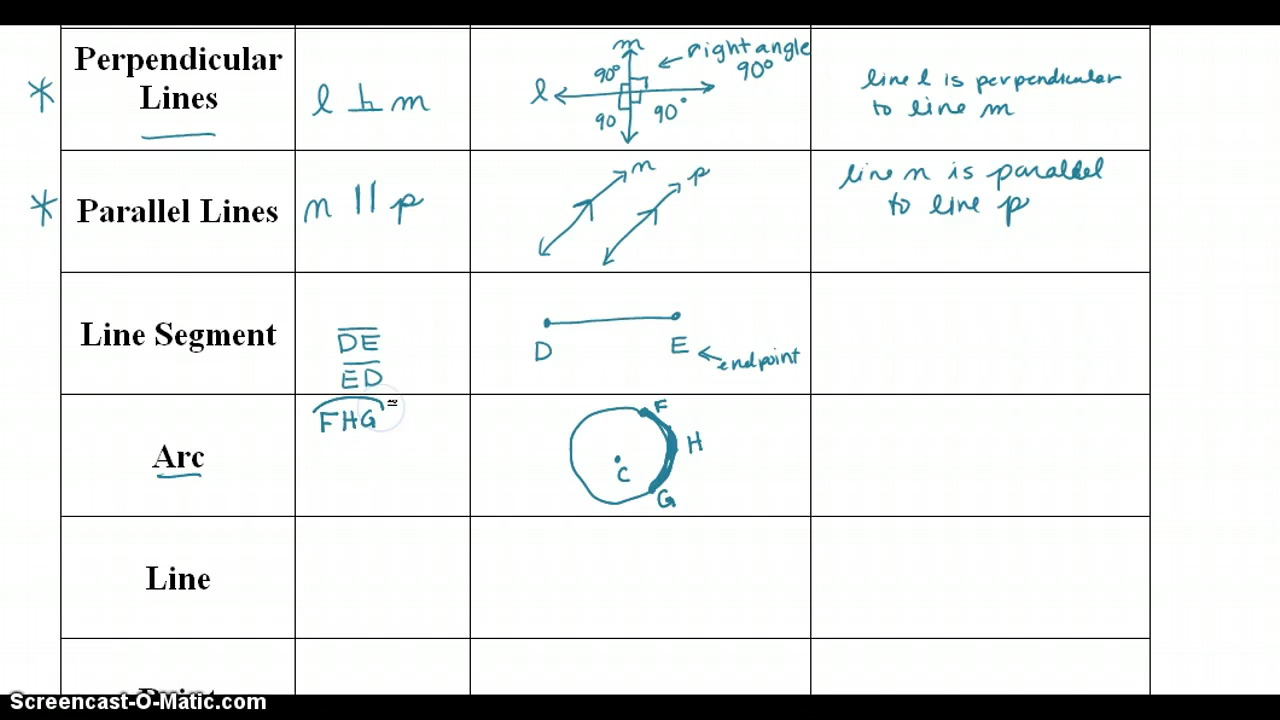 Perpendicular
Lines
l ⊥ m
m
l
90°
90
90°
right angle
90°
line l is perpendicular
to line m
Parallel Lines
n || p
n
p
line n is parallel
to line p
Line Segment
DE
ED
D
E
endpoint
Arc
FHG
F
H
C
G
Line
Screencast-O-Matic.com